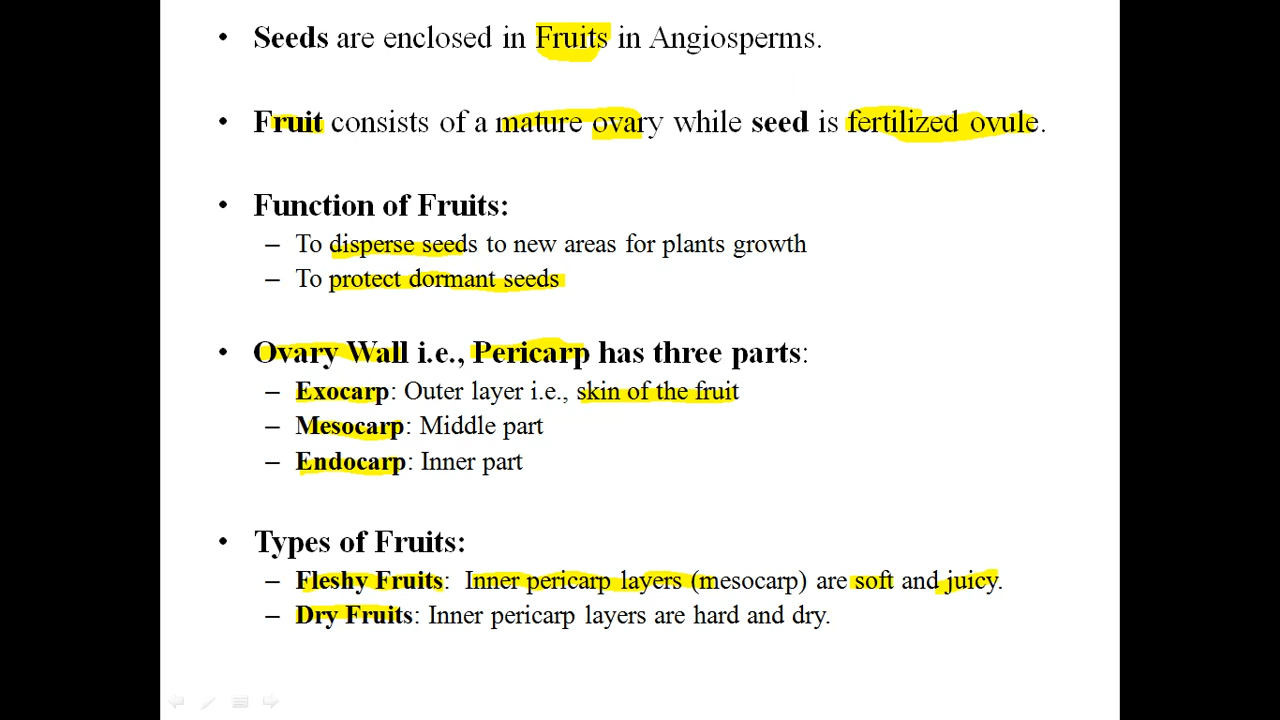 • Seeds are enclosed in Fruits in Angiosperms.
• Fruit consists of a mature ovary while seed is fertilized ovule.
• Function of Fruits:
– To disperse seeds to new areas for plants growth
– To protect dormant seeds
• Ovary Wall i.e., Pericarp has three parts:
– Exocarp: Outer layer i.e., skin of the fruit
– Mesocarp: Middle part
– Endocarp: Inner part
• Types of Fruits:
– Fleshy Fruits: Inner pericarp layers (mesocarp) are soft and juicy.
– Dry Fruits: Inner pericarp layers are hard and dry.